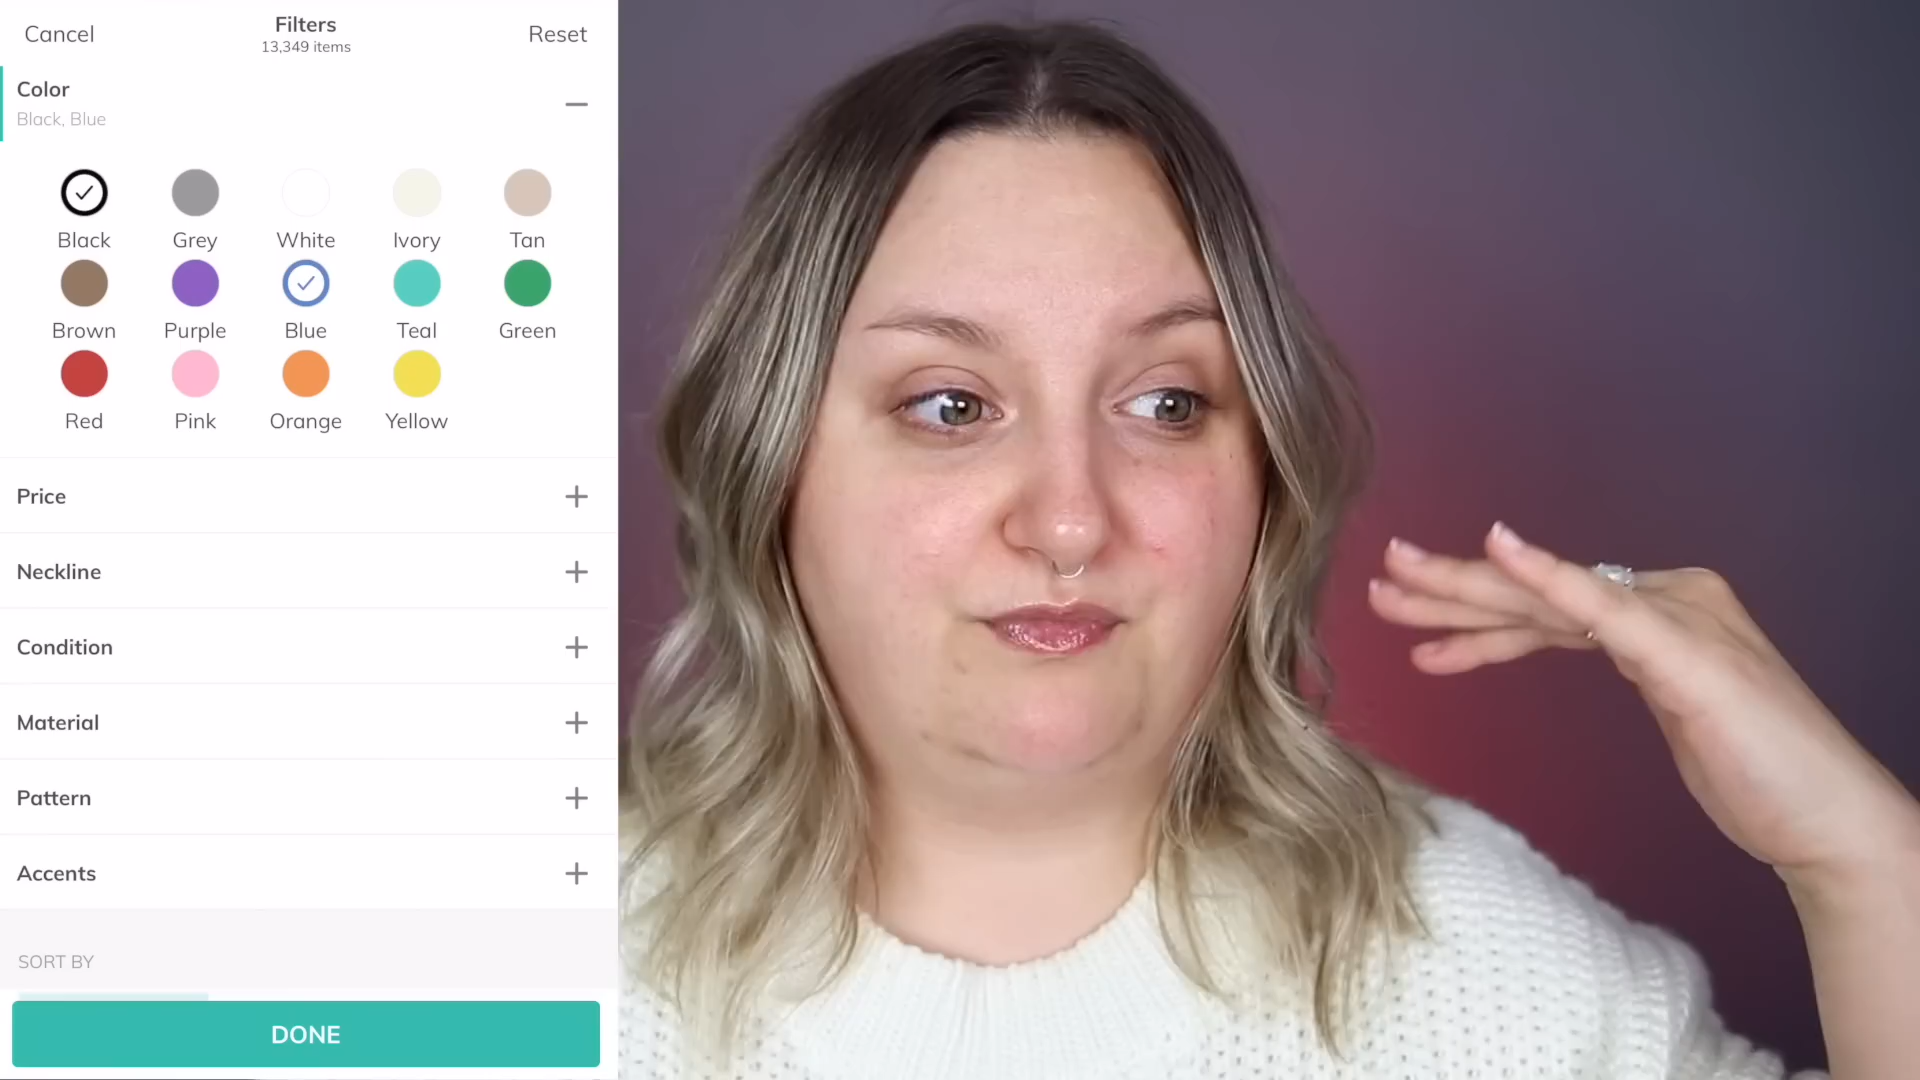 Cancel Filters Reset
13,349 items
Color
Black, Blue
Black Grey White Ivory Tan
Brown Purple Blue Teal Green
Red Pink Orange Yellow
Price
Neckline
Condition
Material
Pattern
Accents
SORT BY
DONE